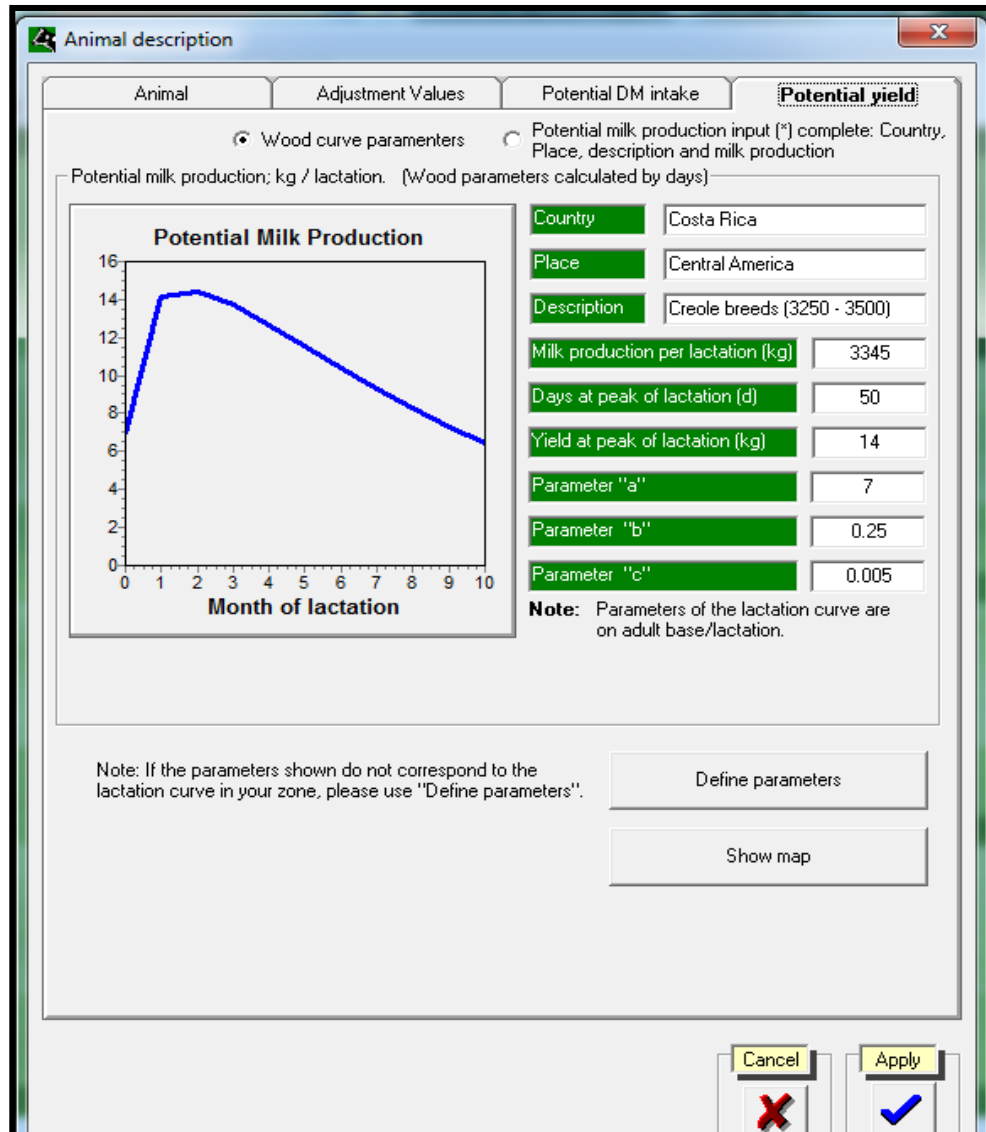 Animal description
Animal
Adjustment Values
Potential DM intake
Potential yield
Wood curve paramenters
Potential milk production input (*) complete: Country,
Place, description and milk production
Potential milk production; kg / lactation. (Wood parameters calculated by days)
Potential Milk Production
16
14
12
10
8
6
4
2
0
0 1 2 3 4 5 6 7 8 9 10
Month of lactation
Country Costa Rica
Place Central America
Description Creole breeds (3250 - 3500)
Milk production per lactation (kg) 3345
Days at peak of lactation (d) 50
Yield at peak of lactation (kg) 14
Parameter "a" 7
Parameter "b" 0.25
Parameter "c" 0.005
Note: Parameters of the lactation curve are
on adult base/lactation.
Note: If the parameters shown do not correspond to the
lactation curve in your zone, please use "Define parameters".
Define parameters
Show map
Cancel
Apply